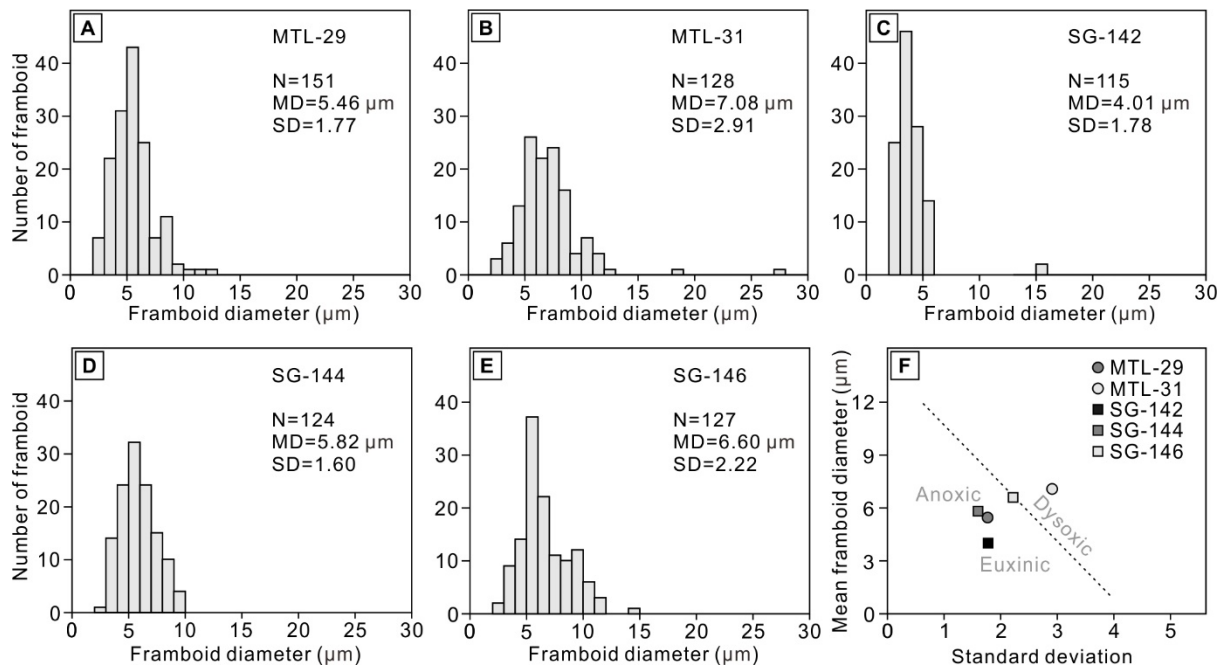 A
MTL-29
N=151
MD=5.46 µm
SD=1.77
Number of framboid
40
30
20
10
0
0 5 10 15 20 25 30
Framboid diameter (µm)
B
MTL-31
N=128
MD=7.08 µm
SD=2.91
40
30
20
10
0
0 5 10 15 20 25 30
Framboid diameter (µm)
C
SG-142
N=115
MD=4.01 µm
SD=1.78
40
30
20
10
0
0 5 10 15 20 25 30
Framboid diameter (µm)
D
SG-144
N=124
MD=5.82 µm
SD=1.60
Number of framboid
40
30
20
10
0
0 5 10 15 20 25 30
Framboid diameter (µm)
E
SG-146
N=127
MD=6.60 µm
SD=2.22
40
30
20
10
0
0 5 10 15 20 25 30
Framboid diameter (µm)
F
MTL-29
MTL-31
SG-142
SG-144
SG-146
Mean framboid diameter (µm)
12
9
6
3
0
Anoxic
Dysoxic
Euxinic
0 1 2 3 4 5
Standard deviation